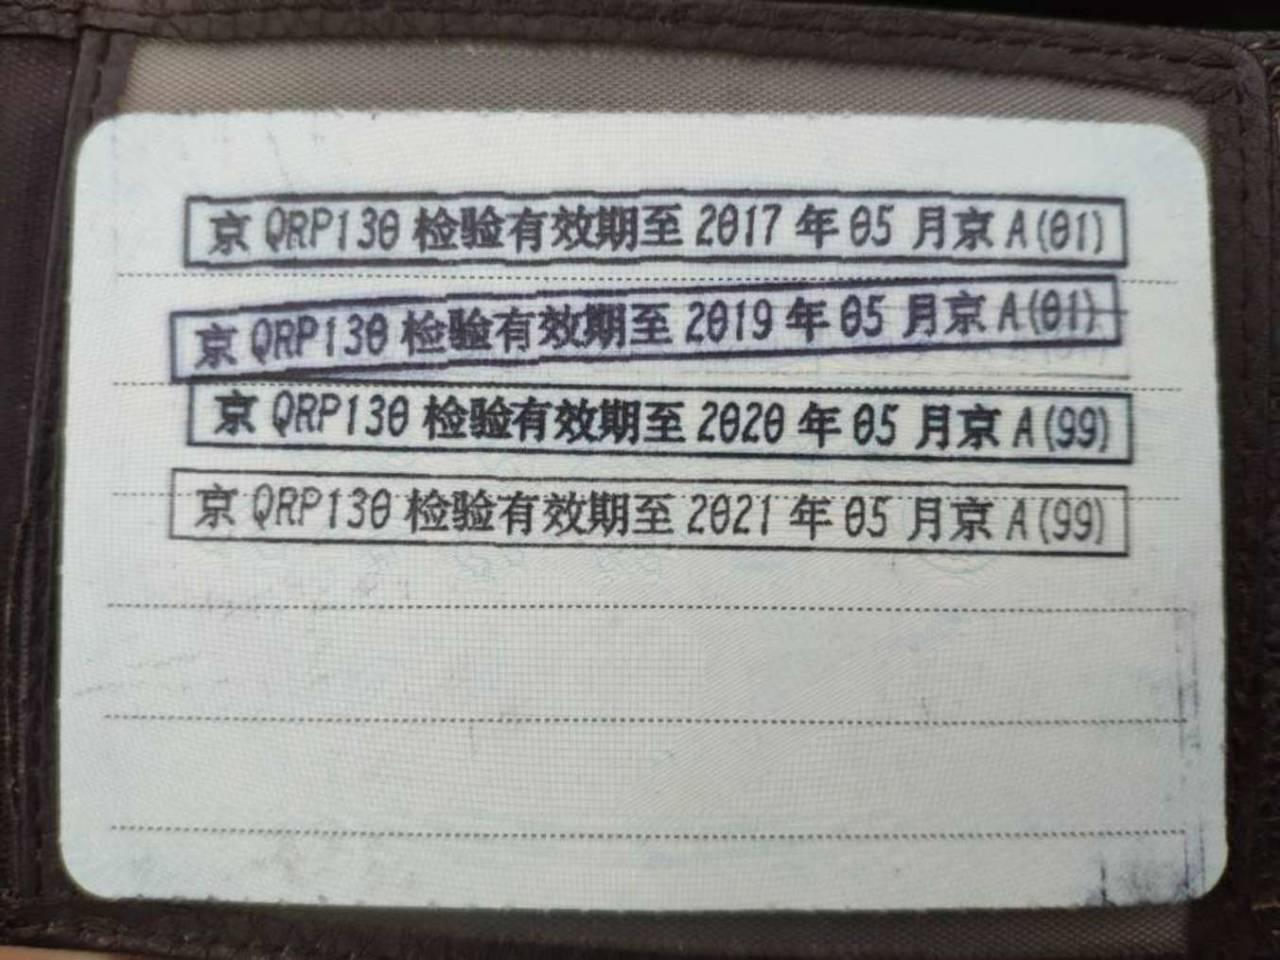 京 QRP130 检验有效期至 2017 年 05 月京 A(01)
京 QRP130 检验有效期至 2019 年 05 月京 A(01)
京 QRP130 检验有效期至 2020 年 05 月京 A(99)
京 QRP130 检验有效期至 2021 年 05 月京 A(99)